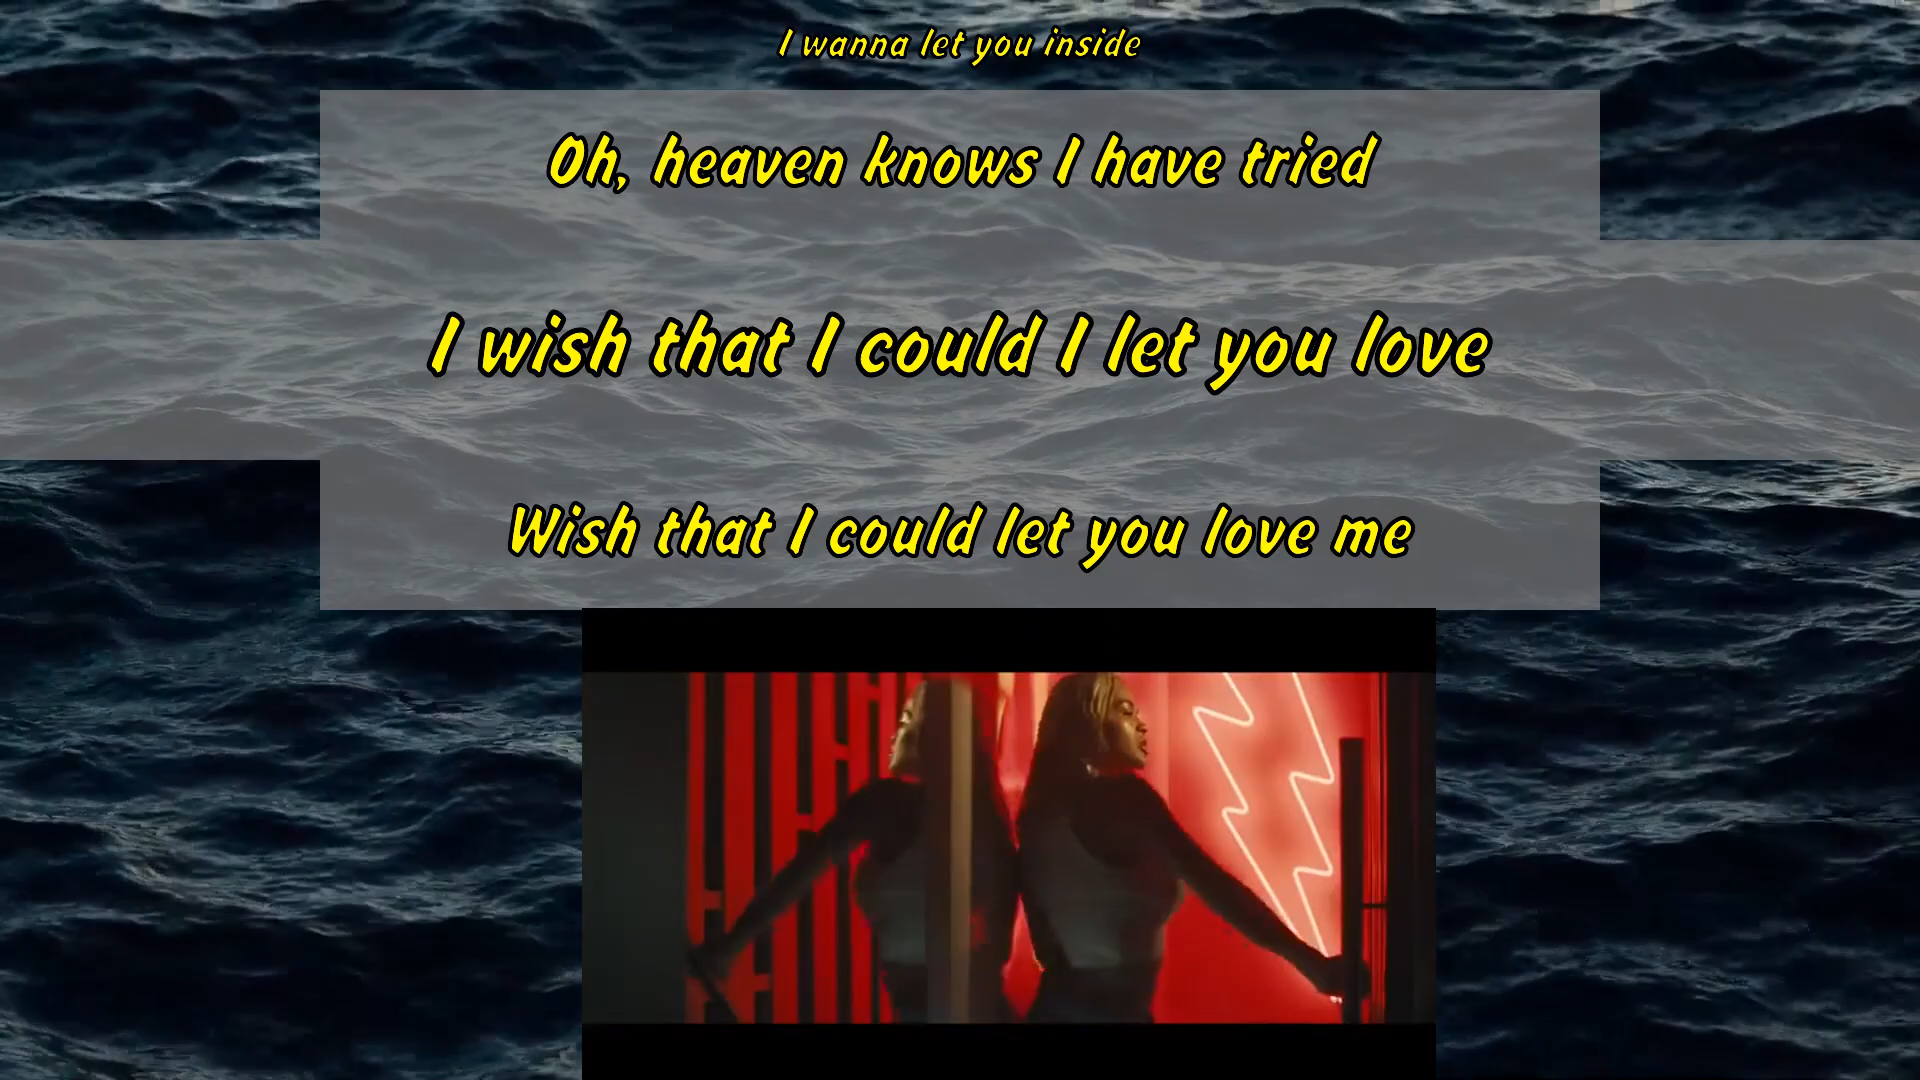 I wanna let you inside
Oh, heaven knows I have tried
I wish that I could I let you love
Wish that I could let you love me